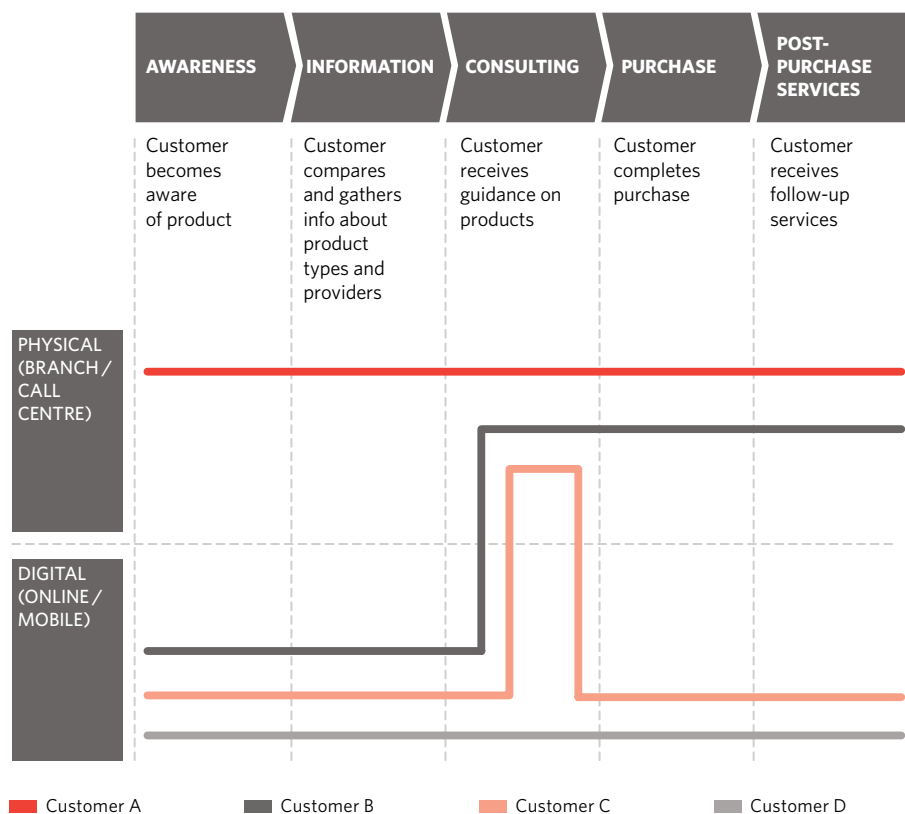 AWARENESS
INFORMATION
CONSULTING
PURCHASE
POST-
PURCHASE
SERVICES
Customer
becomes
aware
of product
Customer
compares
and gathers
info about
product
types and
providers
Customer
receives
guidance on
products
Customer
completes
purchase
Customer
receives
follow-up
services
PHYSICAL
(BRANCH /
CALL
CENTRE)
DIGITAL
(ONLINE /
MOBILE)
Customer A
Customer B
Customer C
Customer D